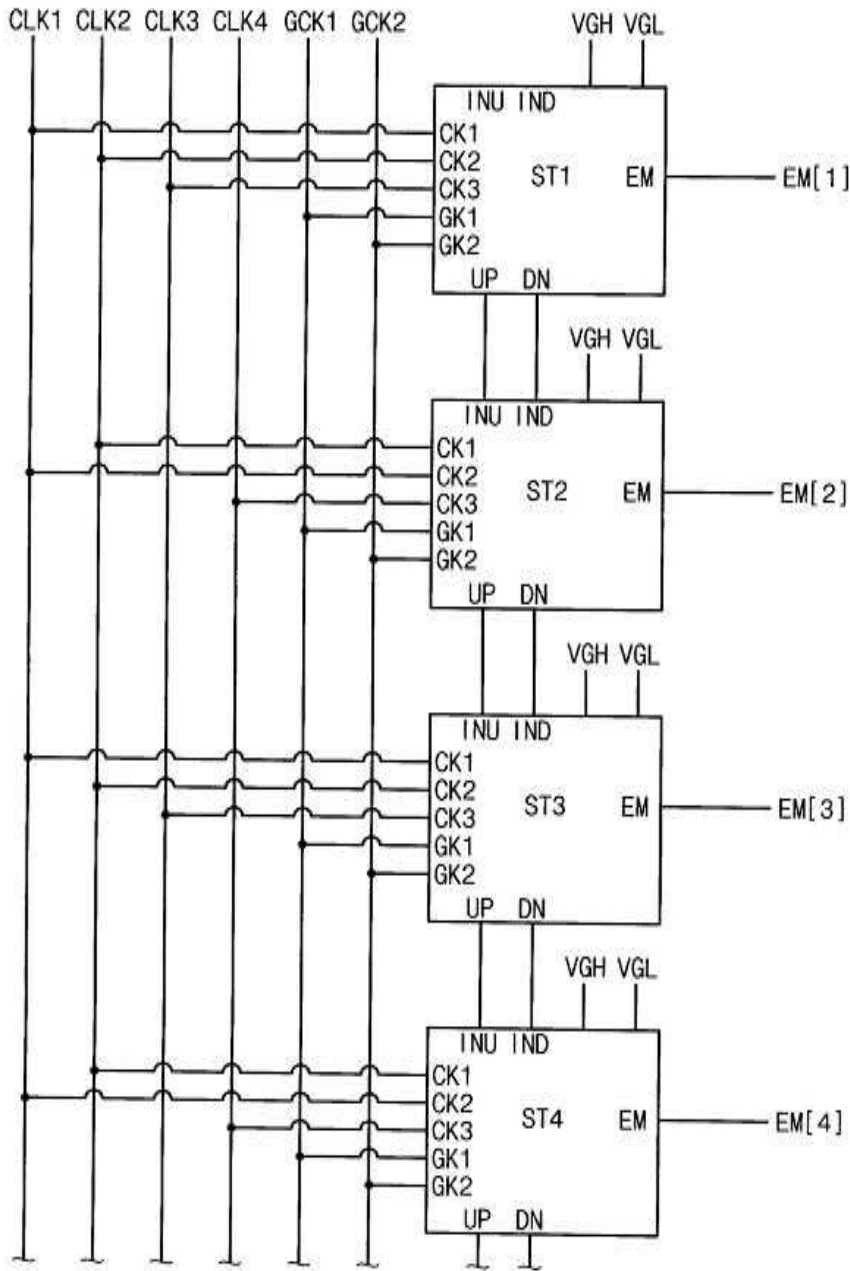 CLK1 CLK2 CLK3 CLK4 GCK1 GCK2
VGH VGL
INU IND
CK1
CK2
CK3
GK1
GK2
ST1
EM
EM[1]
UP DN
VGH VGL
INU IND
CK1
CK2
CK3
GK1
GK2
ST2
EM
EM[2]
UP DN
VGH VGL
INU IND
CK1
CK2
CK3
GK1
GK2
ST3
EM
EM[3]
UP DN
VGH VGL
INU IND
CK1
CK2
CK3
GK1
GK2
ST4
EM
EM[4]
UP DN